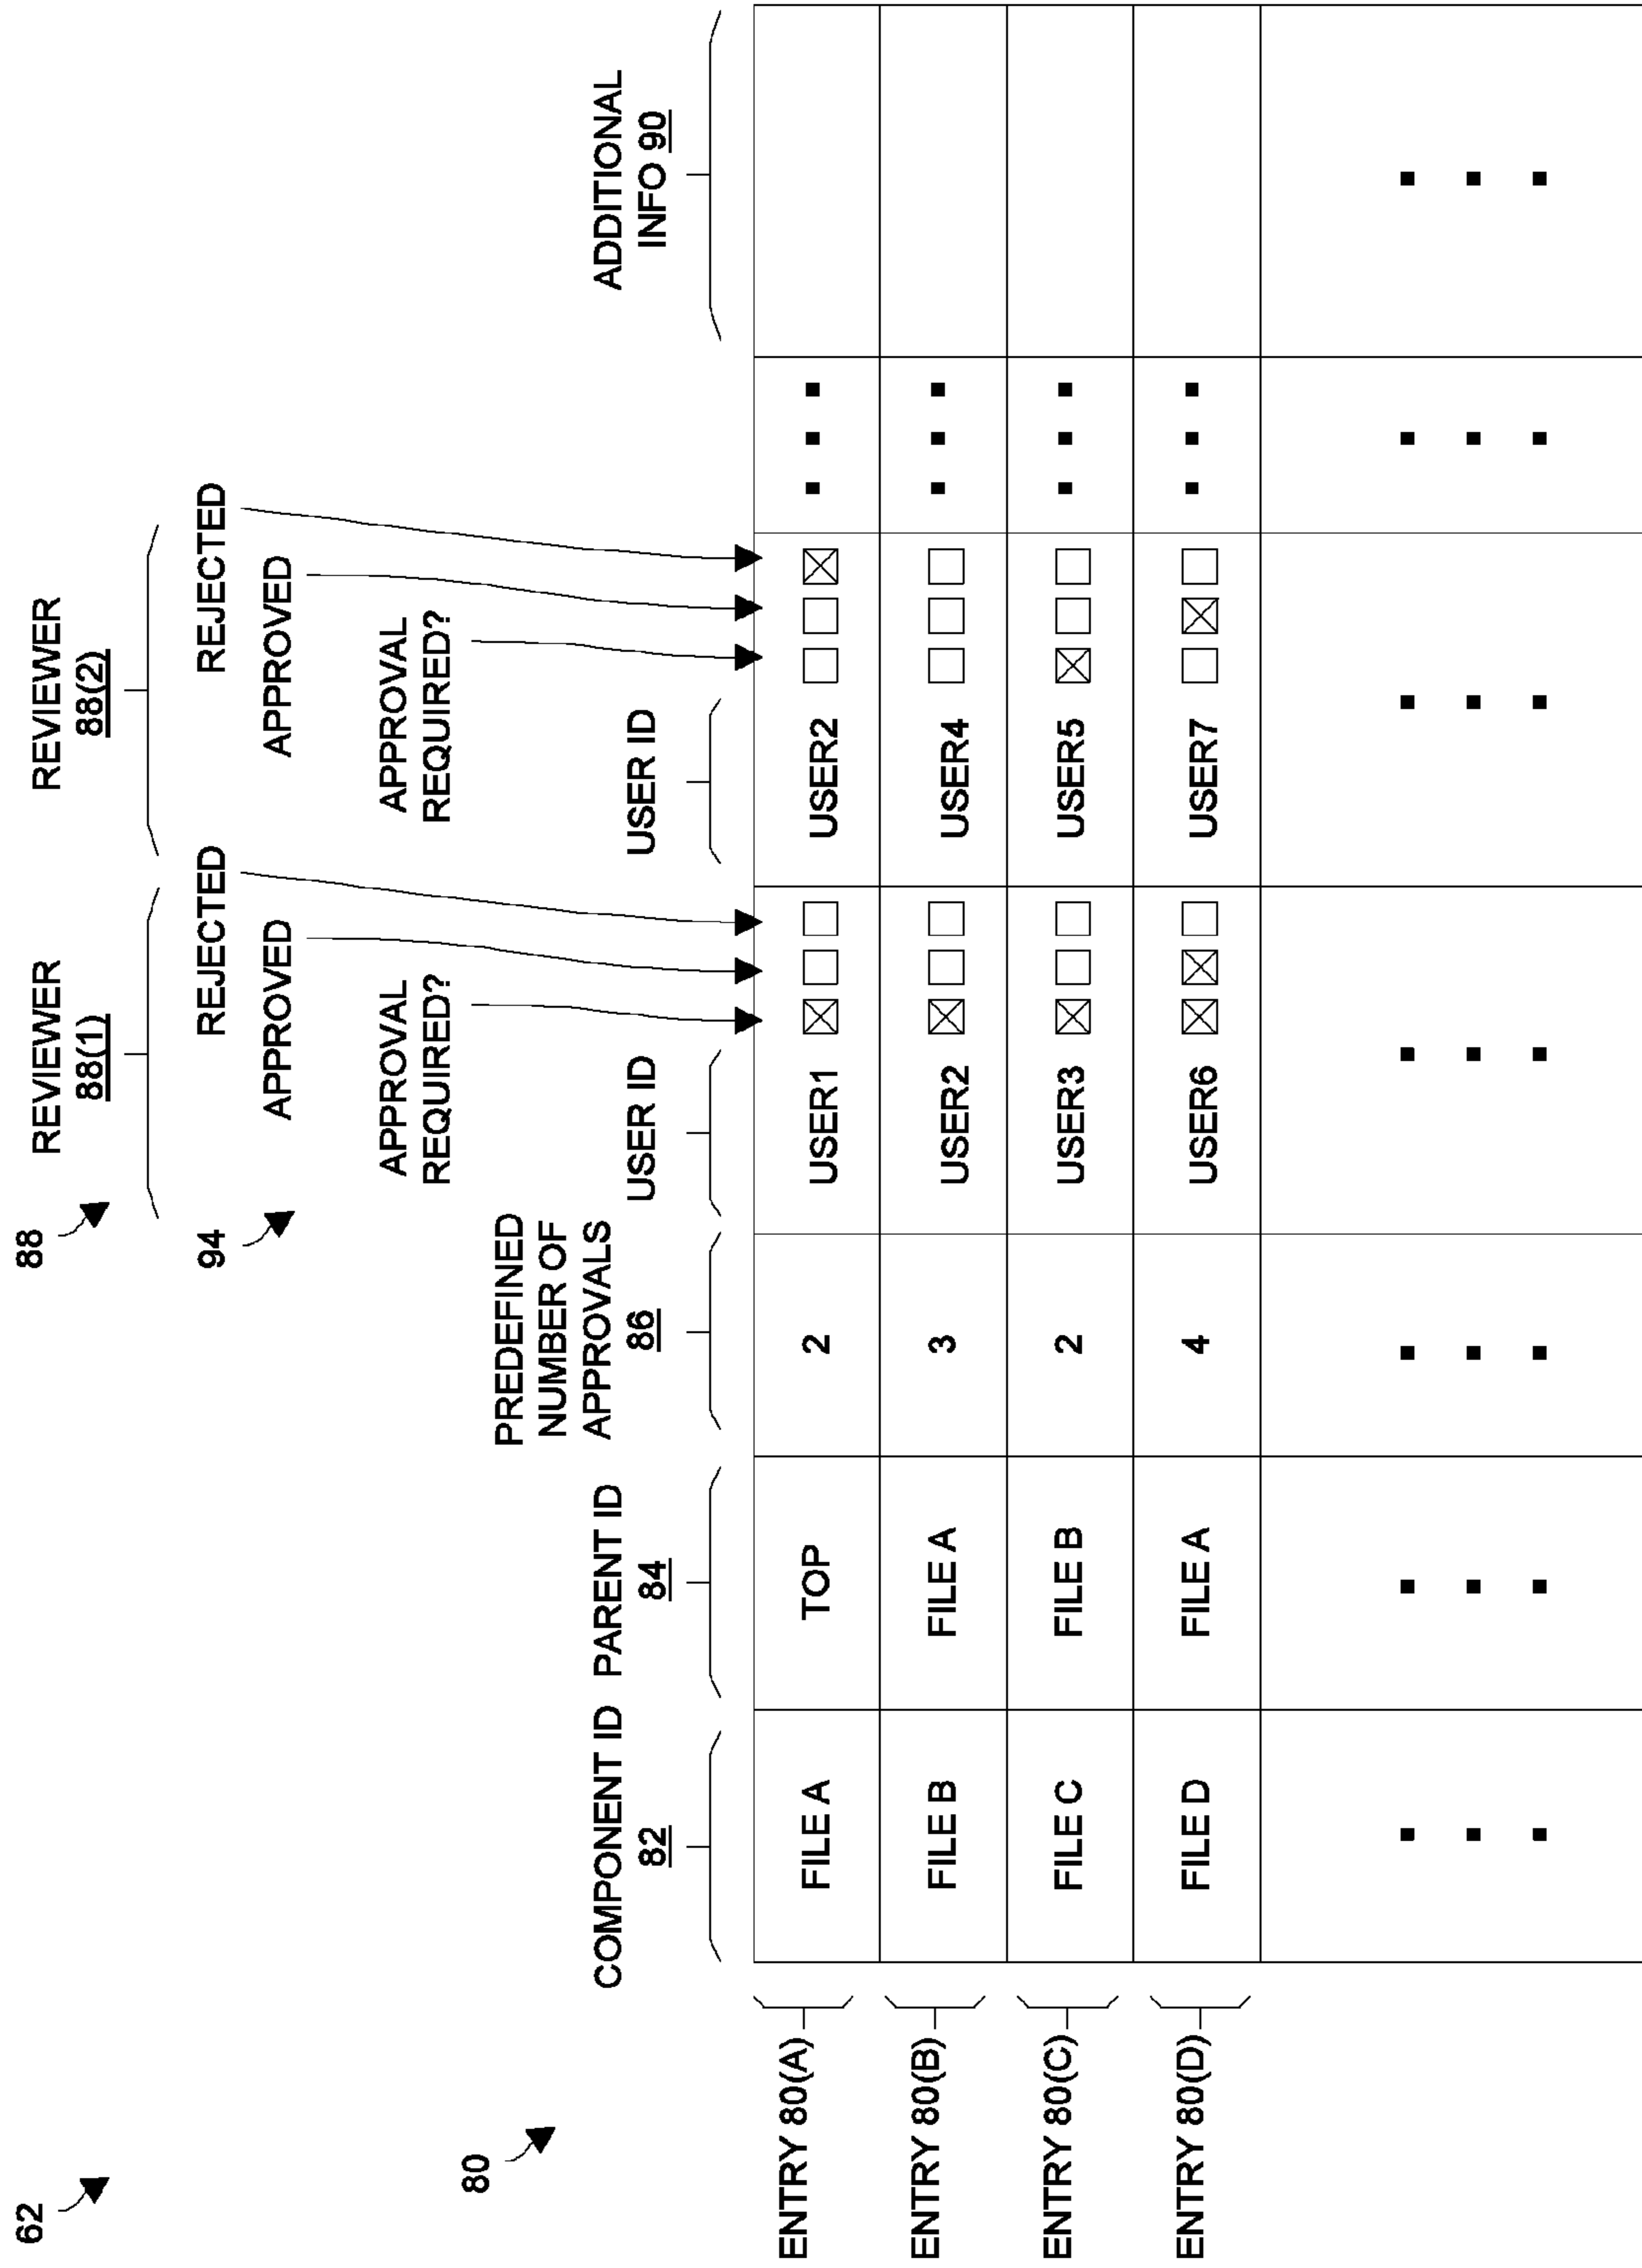 62
80
88
94
REVIEWER
88(1)
REVIEWER
88(2)
REJECTED
REJECTED
APPROVED
APPROVED
APPROVAL
REQUIRED?
APPROVAL
REQUIRED?
COMPONENT ID
82
PARENT ID
84
PREDEFINED
NUMBER OF
APPROVALS
86
USER ID
USER ID
ADDITIONAL
INFO 90
ENTRY 80(A) FILE A TOP 2 USER1 USER2
ENTRY 80(B) FILE B FILE A 3 USER2 USER4
ENTRY 80(C) FILE C FILE B 2 USER3 USER5
ENTRY 80(D) FILE D FILE A 4 USER6 USER7